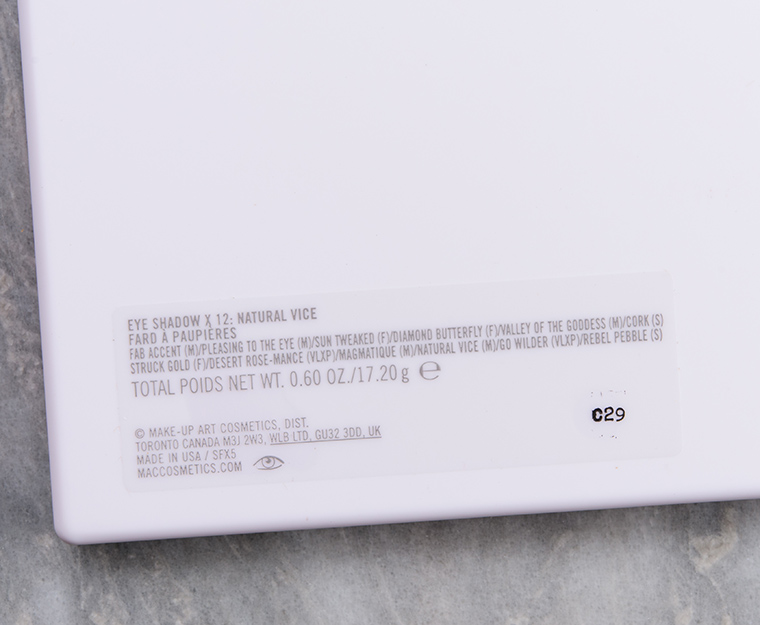 EYE SHADOW X 12: NATURAL VICE
FARD À PAUPIÈRES
FAB ACCENT (M)/PLEASING TO THE EYE (M)/SUN TWEAKED (F)/DIAMOND BUTTERFLY (F)/VALLEY OF THE GODDESS (M)/CORK (S)
STRUCK GOLD (F)/DESERT ROSE-MANCE (VLXP)/MAGMATIQUE (M)/NATURAL VICE (M)/GO WILDER (VLXP)/REBEL PEBBLE (S)
TOTAL POIDS NET WT. 0.60 OZ./17.20 g ℮
© MAKE-UP ART COSMETICS, DIST.
TORONTO CANADA M3J 2W3, WLB LTD, GU32 3DD, UK
MADE IN USA / SFX5
MACCOSMETICS.COM
C29